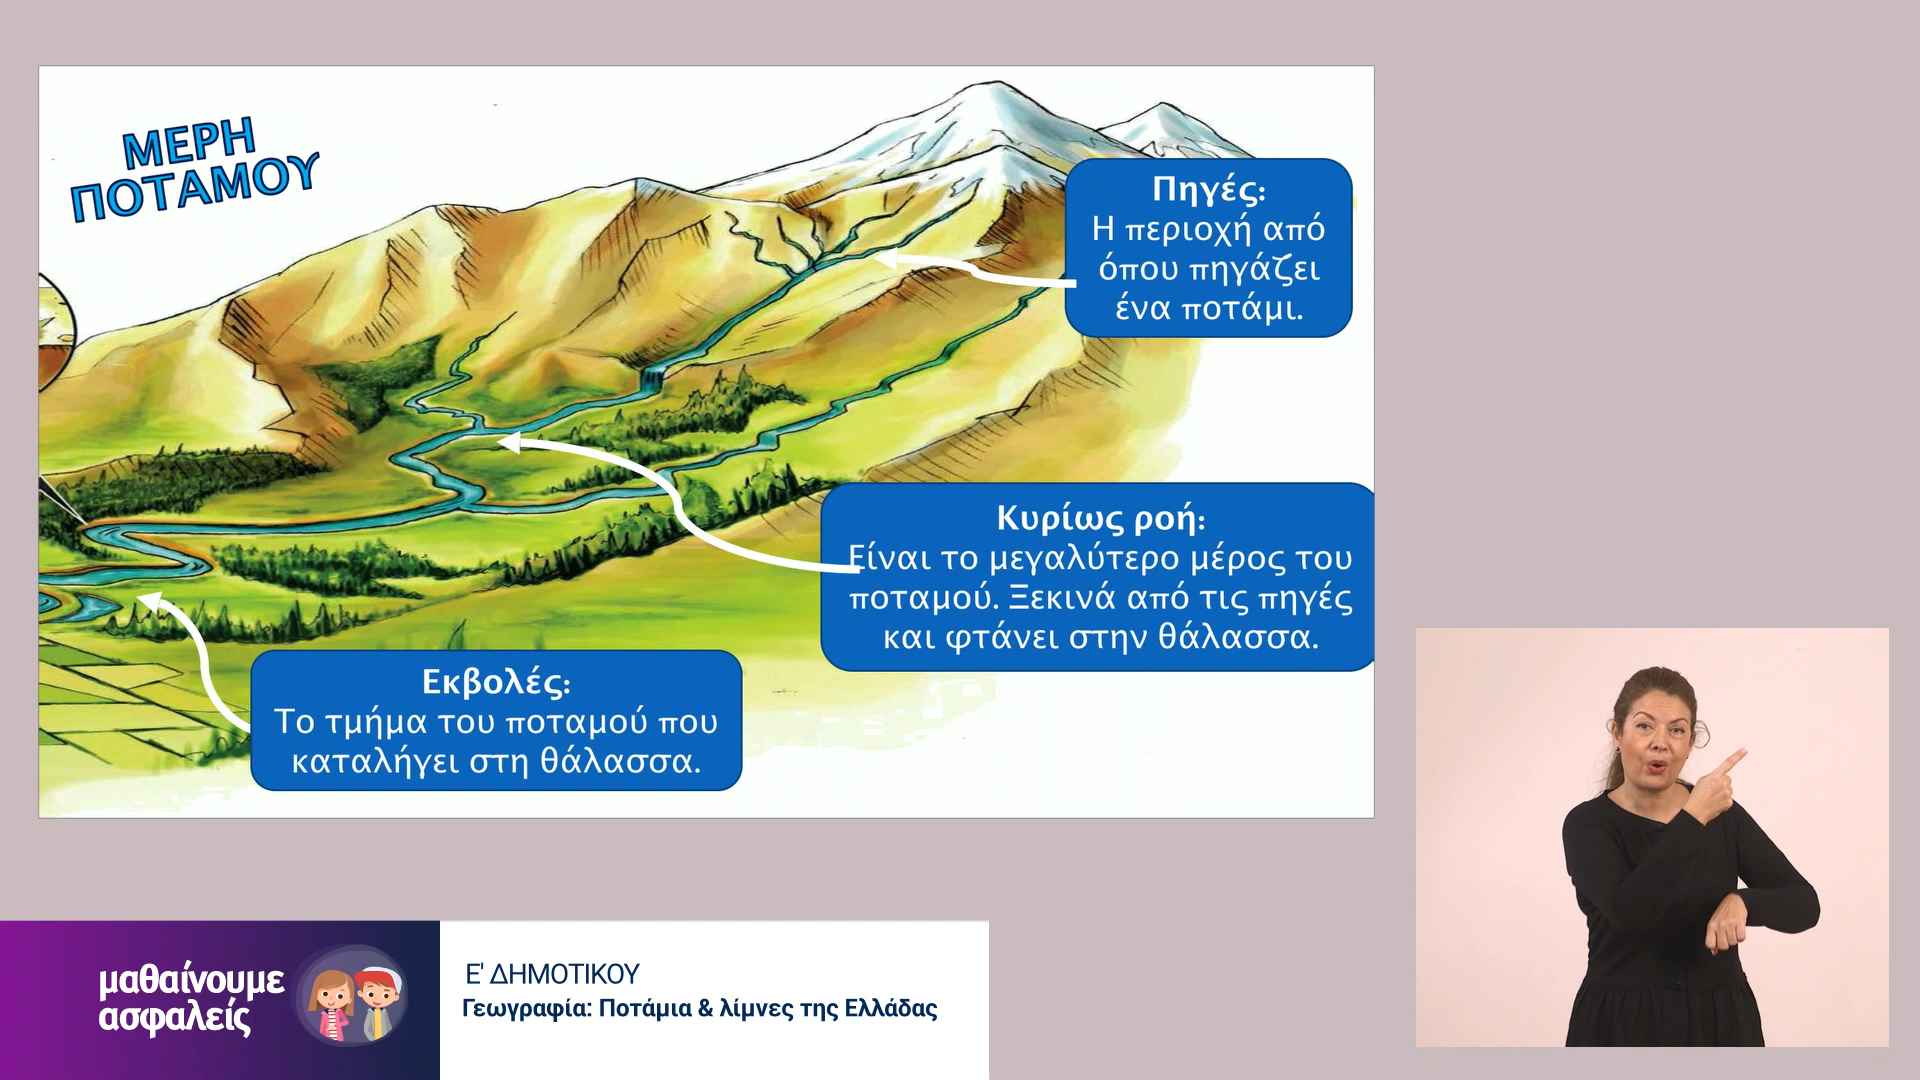 ΜΕΡΗ
ΠΟΤΑΜΟΥ
Πηγές:
Η περιοχή από
όπου πηγάζει
ένα ποτάμι.
Κυρίως ροή:
Είναι το μεγαλύτερο μέρος του
ποταμού. Ξεκινά από τις πηγές
και φτάνει στην θάλασσα.
Εκβολές:
Το τμήμα του ποταμού που
καταλήγει στη θάλασσα.
μαθαίνουμε
ασφαλείς
Ε' ΔΗΜΟΤΙΚΟΥ
Γεωγραφία: Ποτάμια & λίμνες της Ελλάδας